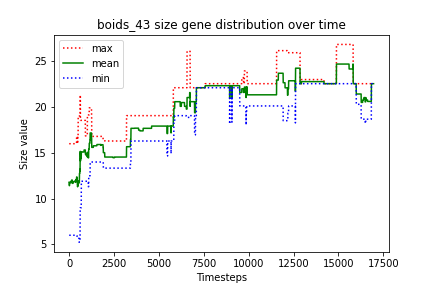 boids_43 size gene distribution over time
max
mean
min
Size value
25
20
15
10
5
0
2500
5000
7500
10000
12500
15000
17500
Timesteps